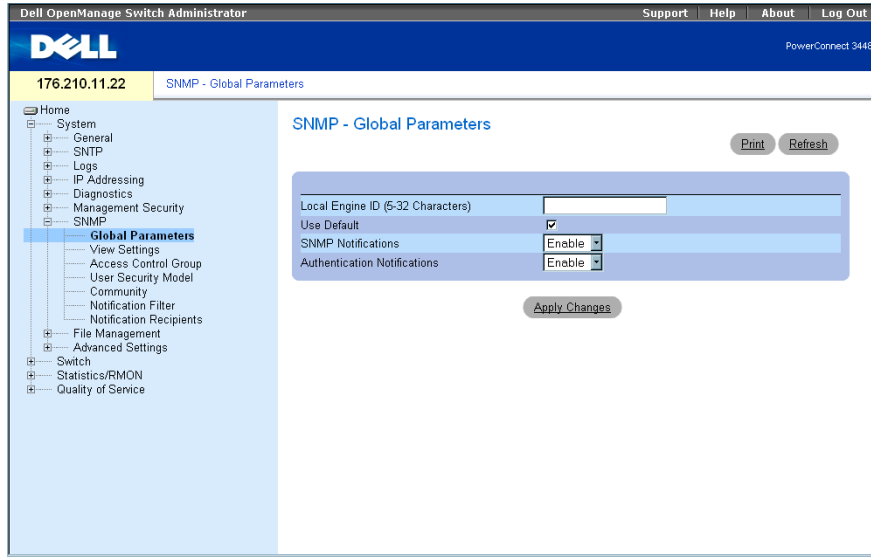 Dell OpenManage Switch Administrator
Support Help About Log Out
DELL
PowerConnect 3448
176.210.11.22
SNMP - Global Parameters
Home
System
General
SNTP
Logs
IP Addressing
Diagnostics
Management Security
SNMP
Global Parameters
View Settings
Access Control Group
User Security Model
Community
Notification Filter
Notification Recipients
File Management
Advanced Settings
Switch
Statistics/RMON
Quality of Service
SNMP - Global Parameters
Print Refresh
Local Engine ID (5-32 Characters)
Use Default
SNMP Notifications Enable
Authentication Notifications Enable
Apply Changes